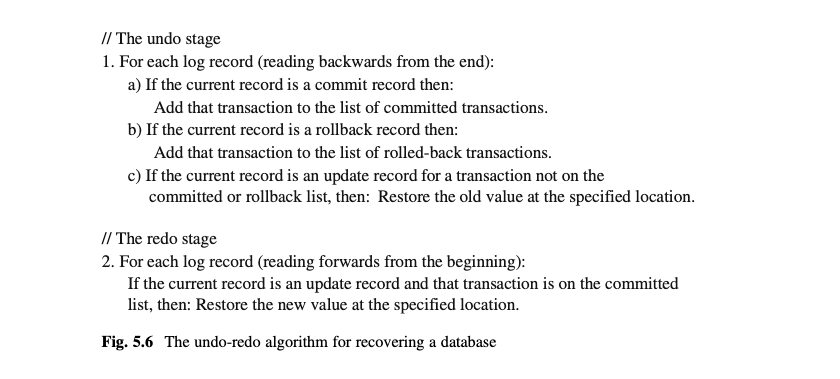 // The undo stage
1. For each log record (reading backwards from the end):
a) If the current record is a commit record then:
Add that transaction to the list of committed transactions.
b) If the current record is a rollback record then:
Add that transaction to the list of rolled-back transactions.
c) If the current record is an update record for a transaction not on the
committed or rollback list, then: Restore the old value at the specified location.
// The redo stage
2. For each log record (reading forwards from the beginning):
If the current record is an update record and that transaction is on the committed
list, then: Restore the new value at the specified location.
Fig. 5.6 The undo-redo algorithm for recovering a database